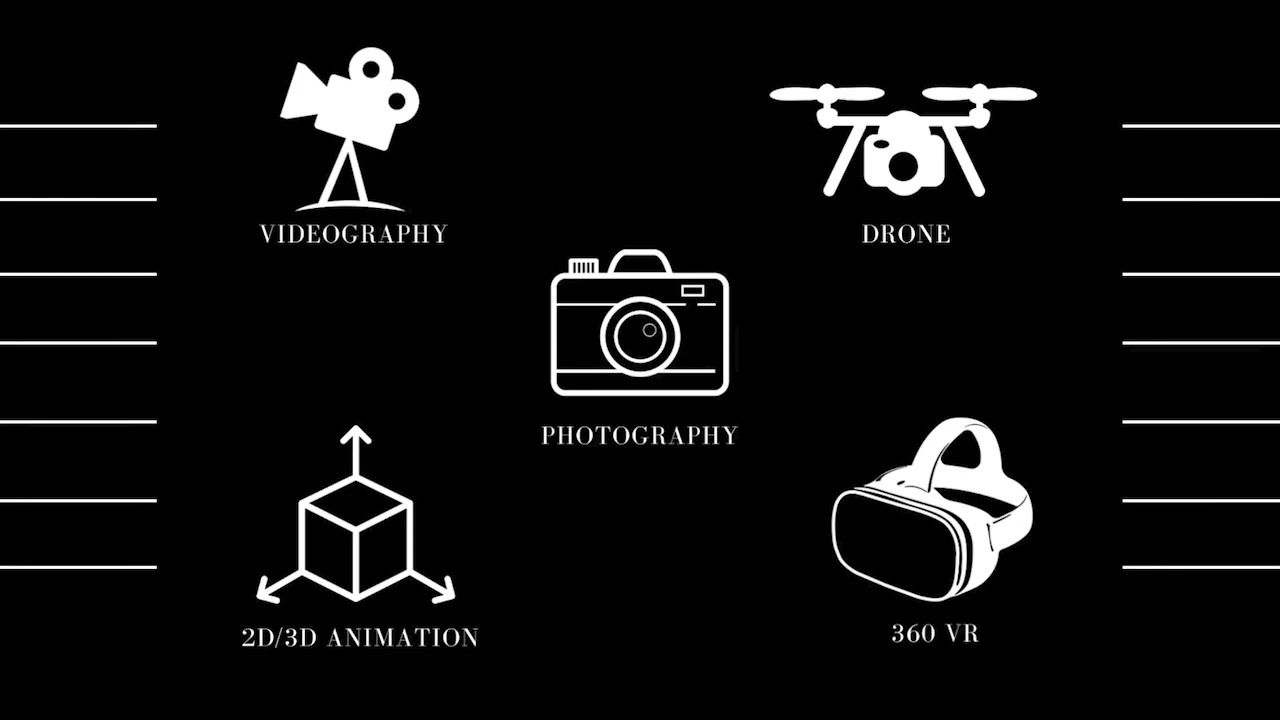 VIDEOGRAPHY
DRONE
PHOTOGRAPHY
2D/3D ANIMATION
360 VR